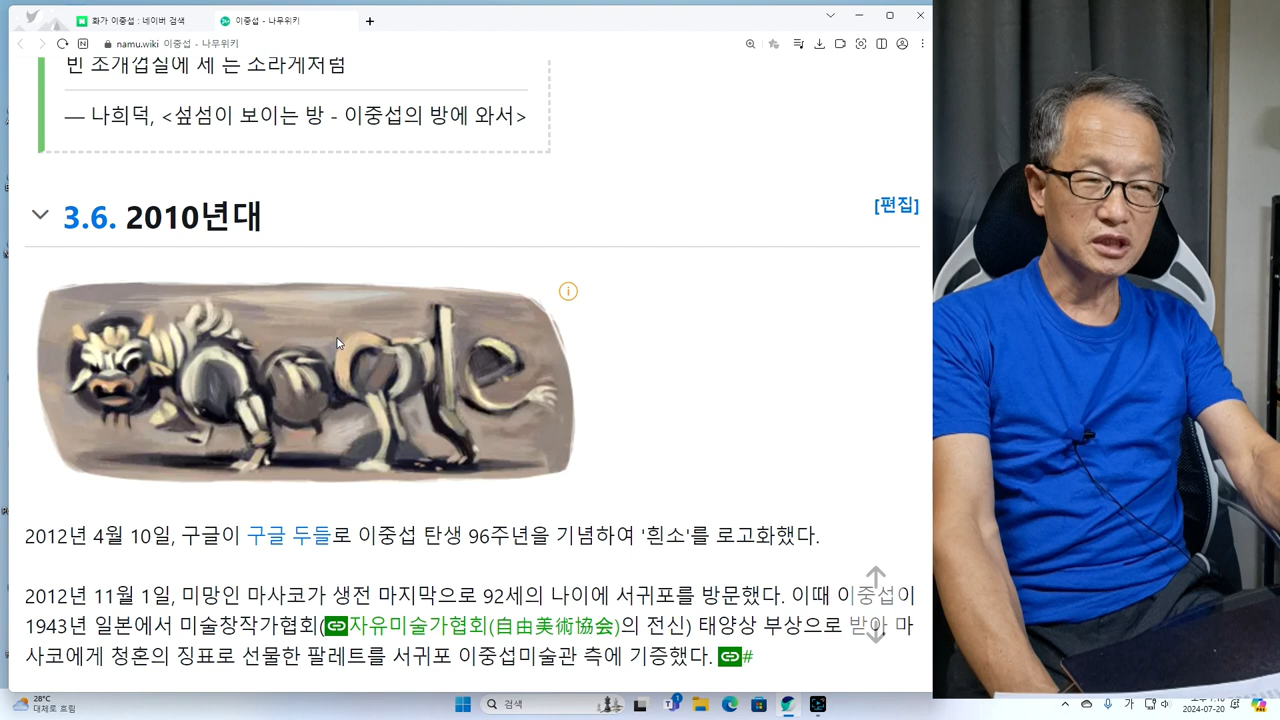 화가 이중섭 : 네이버 검색
이중섭 - 나무위키
namu.wiki 이중섭 - 나무위키
빈 조개껍질에 세 든 소라게처럼
— 나희덕, <섶섬이 보이는 방 - 이중섭의 방에 와서>
3.6. 2010년대
[편집]
Google
2012년 4월 10일, 구글이 구글 두들로 이중섭 탄생 96주년을 기념하여 '흰소'를 로고화했다.
2012년 11월 1일, 미망인 마사코가 생전 마지막으로 92세의 나이에 서귀포를 방문했다. 이때 이중섭이
1943년 일본에서 미술창작가협회(자유미술가협회(自由美術協会)의 전신) 태양상 부상으로 받아 마
사코에게 청혼의 징표로 선물한 팔레트를 서귀포 이중섭미술관 측에 기증했다. #
28°C
대체로 흐림
검색
가
2024-07-20